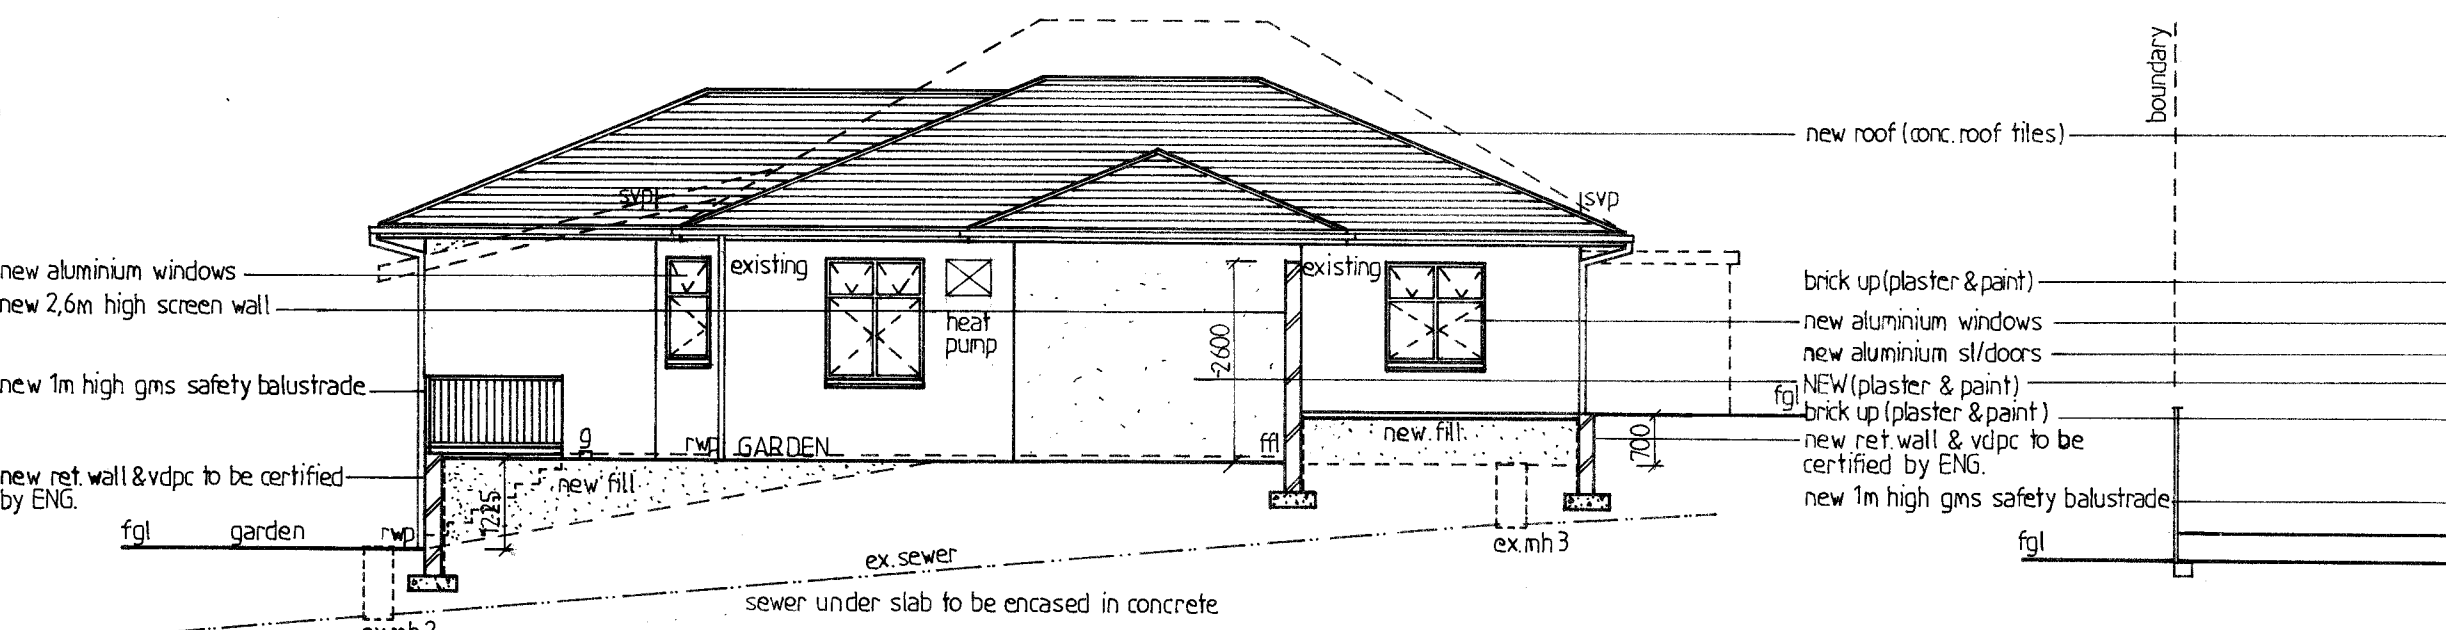 boundary
new roof (conc. roof tiles)
svp
svp
new aluminium windows
existing
existing
brick up (plaster & paint)
new 2,6m high screen wall
heat
pump
2600
new aluminium windows
new aluminium sl/doors
new 1m high gms safety balustrade
fgl
NEW (plaster & paint)
brick up (plaster & paint)
g
rwp
GARDEN
ffl
new fill
700
new ret. wall & vdpc to be
certified by ENG.
new ret. wall & vdpc to be certified
by ENG.
new fill
1225
new 1m high gms safety balustrade
fgl
garden
rwp
ex. mh 3
fgl
ex. sewer
sewer under slab to be encased in concrete
ex. mh 2